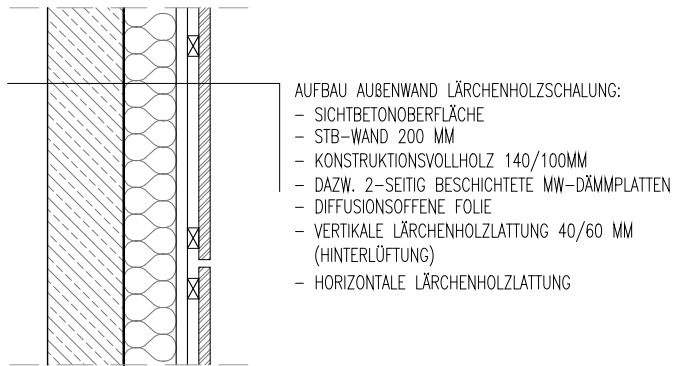 AUFBAU AUßENWAND LÄRCHENHOLZSCHALUNG:
- SICHTBETONOBERFLÄCHE
- STB-WAND 200 MM
- KONSTRUKTIONSVOLLHOLZ 140/100MM
- DAZW. 2-SEITIG BESCHICHTETE MW-DÄMMPLATTEN
- DIFFUSIONSOFFENE FOLIE
- VERTIKALE LÄRCHENHOLZLATTUNG 40/60 MM
(HINTERLÜFTUNG)
- HORIZONTALE LÄRCHENHOLZLATTUNG